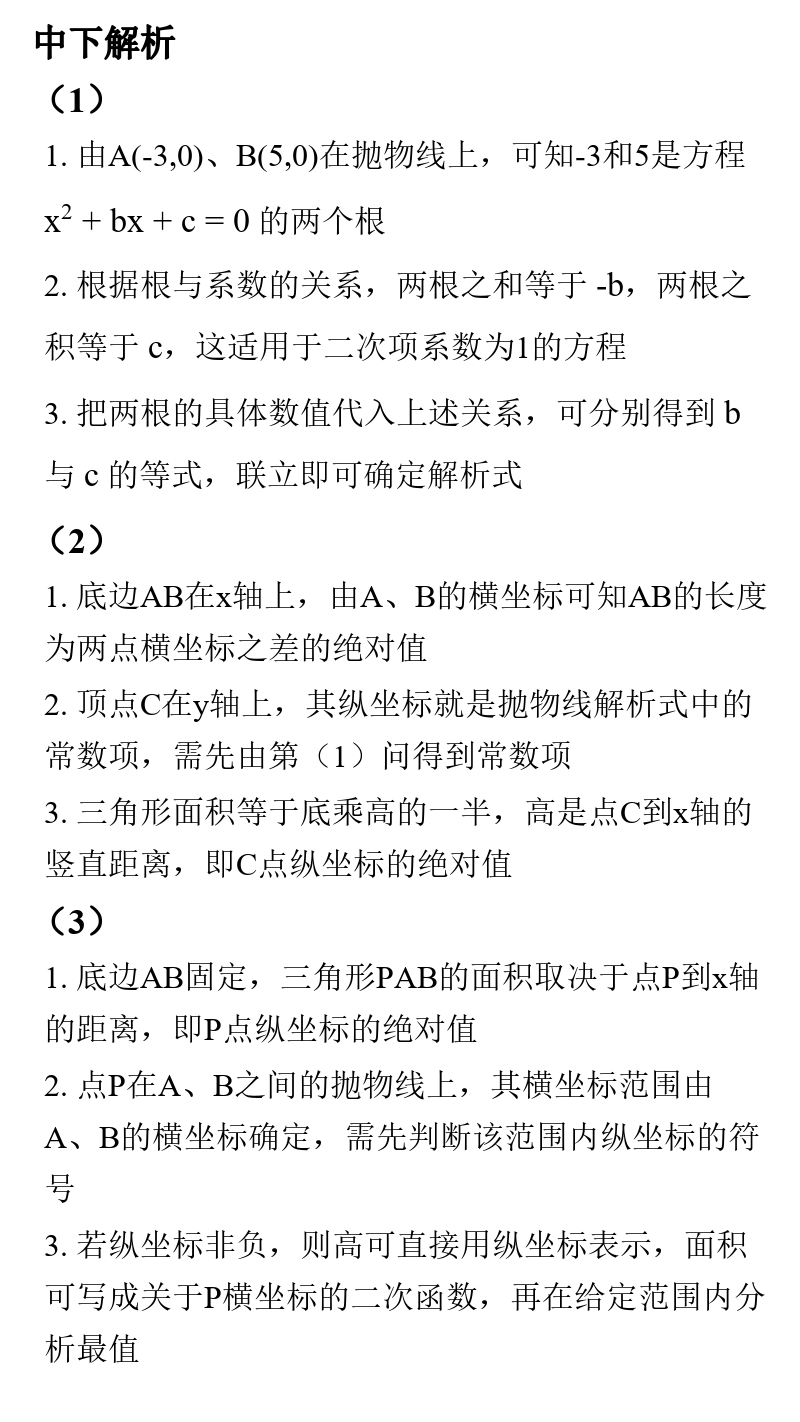 中下解析
（1）
1. 由A(-3,0)、B(5,0)在抛物线上，可知-3和5是方程
x² + bx + c = 0 的两个根
2. 根据根与系数的关系，两根之和等于 -b，两根之
积等于 c，这适用于二次项系数为1的方程
3. 把两根的具体数值代入上述关系，可分别得到 b
与 c 的等式，联立即可确定解析式
（2）
1. 底边AB在x轴上，由A、B的横坐标可知AB的长度
为两点横坐标之差的绝对值
2. 顶点C在y轴上，其纵坐标就是抛物线解析式中的
常数项，需先由第（1）问得到常数项
3. 三角形面积等于底乘高的一半，高是点C到x轴的
竖直距离，即C点纵坐标的绝对值
（3）
1. 底边AB固定，三角形PAB的面积取决于点P到x轴
的距离，即P点纵坐标的绝对值
2. 点P在A、B之间的抛物线上，其横坐标范围由
A、B的横坐标确定，需先判断该范围内纵坐标的符
号
3. 若纵坐标非负，则高可直接用纵坐标表示，面积
可写成关于P横坐标的二次函数，再在给定范围内分
析最值